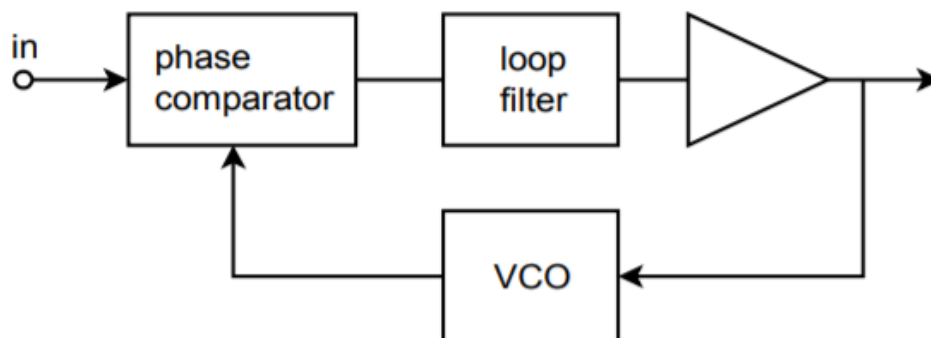 in
phase
comparator
loop
filter
VCO